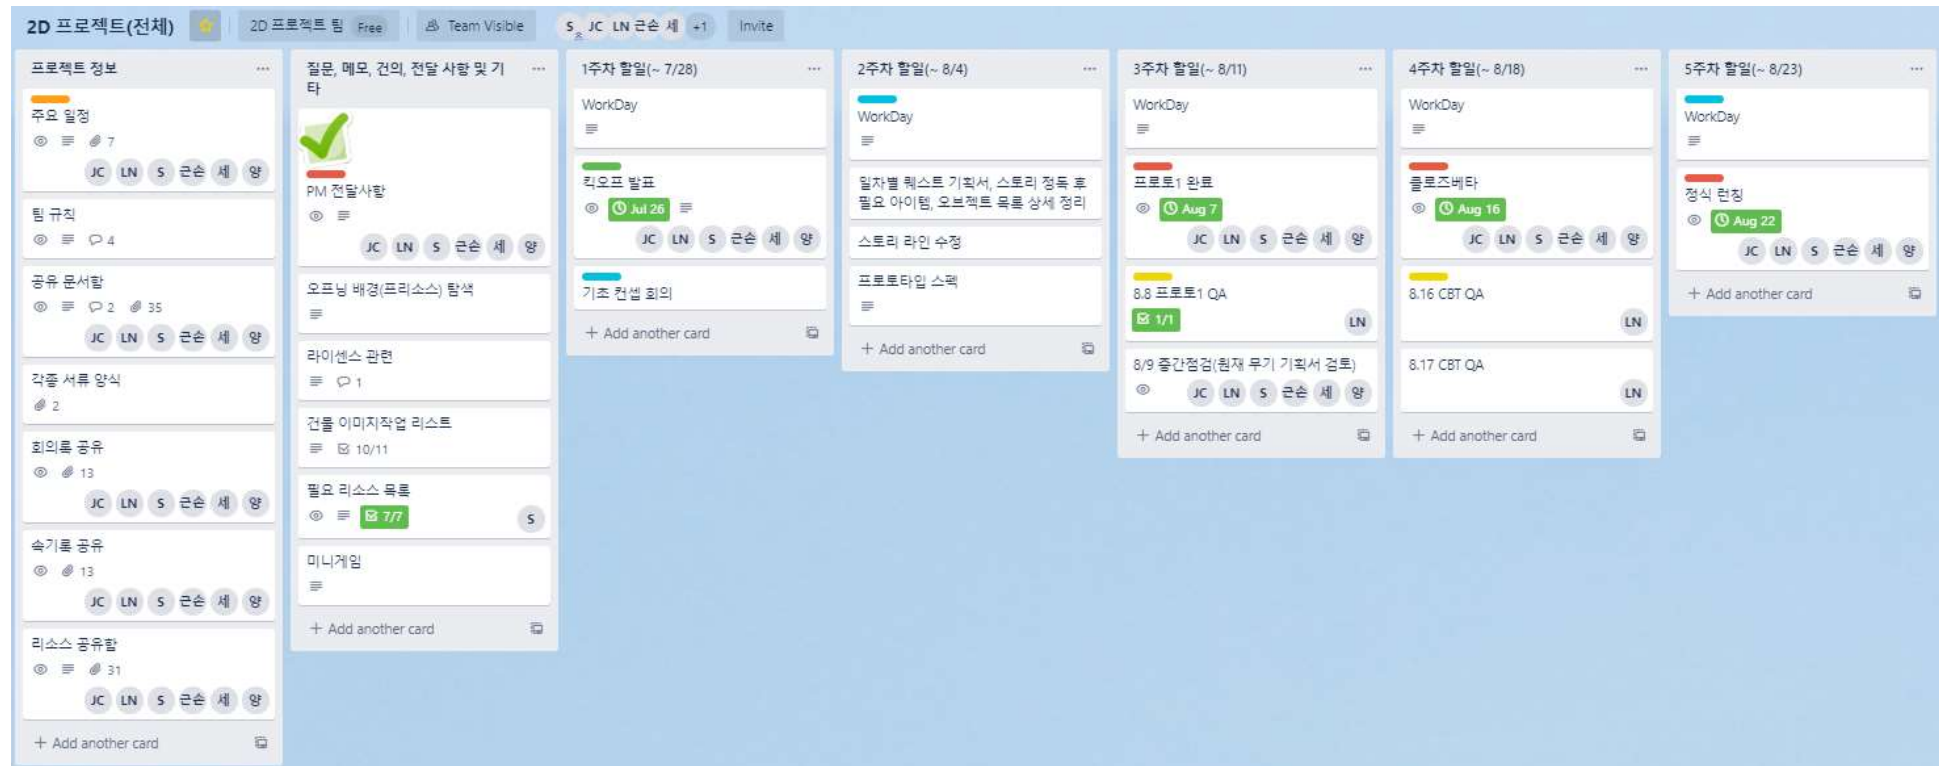 2D 프로젝트(전체)
2D 프로젝트 팀 Free
Team Visible
S JC LN 근손 세 +1
Invite
프로젝트 정보
주요 일정
7
JC LN S 근손 세 양
팀 규칙
4
공유 문서함
2 35
JC LN S 근손 세 양
각종 서류 양식
2
회의록 공유
13
JC LN S 근손 세 양
속기록 공유
13
JC LN S 근손 세 양
리소스 공유함
31
JC LN S 근손 세 양
+ Add another card
질문, 메모, 건의, 전달 사항 및 기
타
PM 전달사항
JC LN S 근손 세 양
오프닝 배경(프리소스) 탐색
라이센스 관련
1
건물 이미지작업 리스트
10/11
필요 리소스 목록
7/7
S
미니게임
+ Add another card
1주차 할일(~ 7/28)
WorkDay
킥오프 발표
Jul 26
JC LN S 근손 세 양
기초 컨셉 회의
+ Add another card
2주차 할일(~ 8/4)
WorkDay
일차별 퀘스트 기획서, 스토리 정독 후
필요 아이템, 오브젝트 목록 상세 정리
스토리 라인 수정
프로토타입 스펙
+ Add another card
3주차 할일(~ 8/11)
WorkDay
프로토1 완료
Aug 7
JC LN S 근손 세 양
8.8 프로토1 QA
1/1
LN
8/9 중간점검(원재 무기 기획서 검토)
JC LN S 근손 세 양
+ Add another card
4주차 할일(~ 8/18)
WorkDay
클로즈베타
Aug 16
JC LN S 근손 세 양
8.16 CBT QA
LN
8.17 CBT QA
LN
+ Add another card
5주차 할일(~ 8/23)
WorkDay
정식 런칭
Aug 22
JC LN S 근손 세 양
+ Add another card